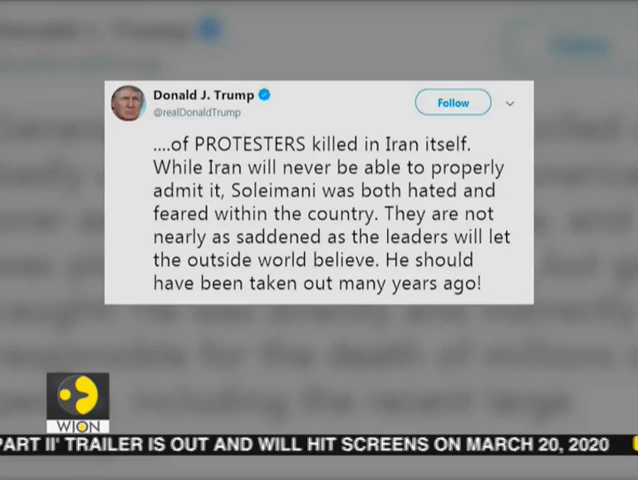 Donald J. Trump
@realDonaldTrump
Follow
....of PROTESTERS killed in Iran itself.
While Iran will never be able to properly
admit it, Soleimani was both hated and
feared within the country. They are not
nearly as saddened as the leaders will let
the outside world believe. He should
have been taken out many years ago!
WION
PART II' TRAILER IS OUT AND WILL HIT SCREENS ON MARCH 20, 2020